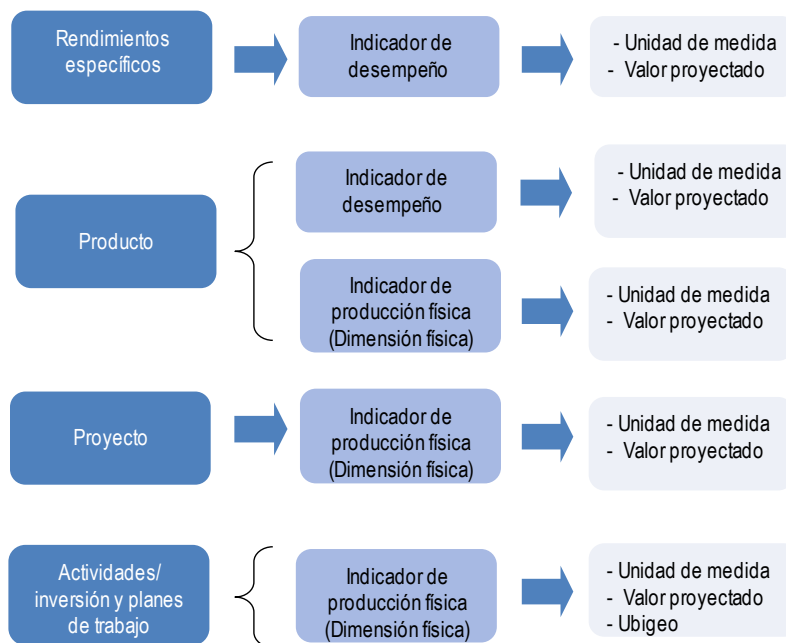 Rendimientos
específicos
Indicador de
desempeño
- Unidad de medida
- Valor proyectado
Producto
Indicador de
desempeño
- Unidad de medida
- Valor proyectado
Indicador de
producción física
(Dimensión física)
- Unidad de medida
- Valor proyectado
Proyecto
Indicador de
producción física
(Dimensión física)
- Unidad de medida
- Valor proyectado
Actividades/
inversión y planes
de trabajo
Indicador de
producción física
(Dimensión física)
- Unidad de medida
- Valor proyectado
- Ubigeo